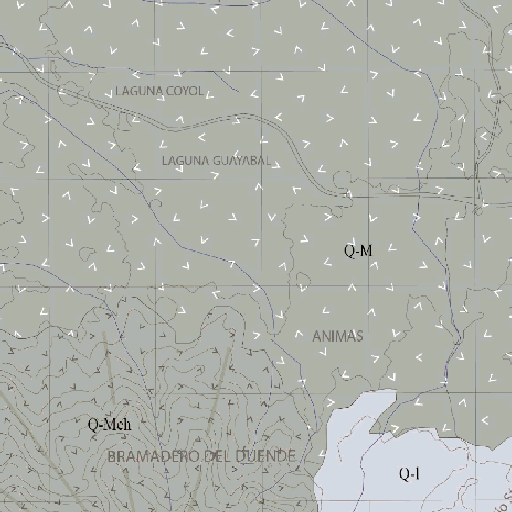 LAGUNA COYOL
LAGUNA GUAYABAL
Q-M
ANIMAS
Q-Mch
BRAMADERO DEL DUENDE
Q-l